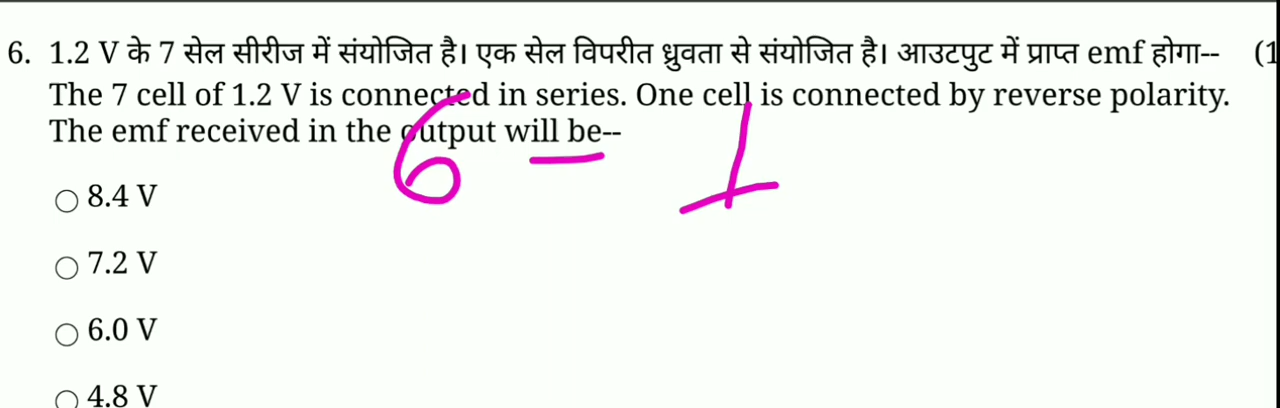 6. 1.2 V के 7 सेल सीरीज में संयोजित है। एक सेल विपरीत ध्रुवता से संयोजित है। आउटपुट में प्राप्त emf होगा-- (1
The 7 cell of 1.2 V is connected in series. One cell is connected by reverse polarity.
The emf received in the output will be--
6 - 1
8.4 V
7.2 V
6.0 V
4.8 V